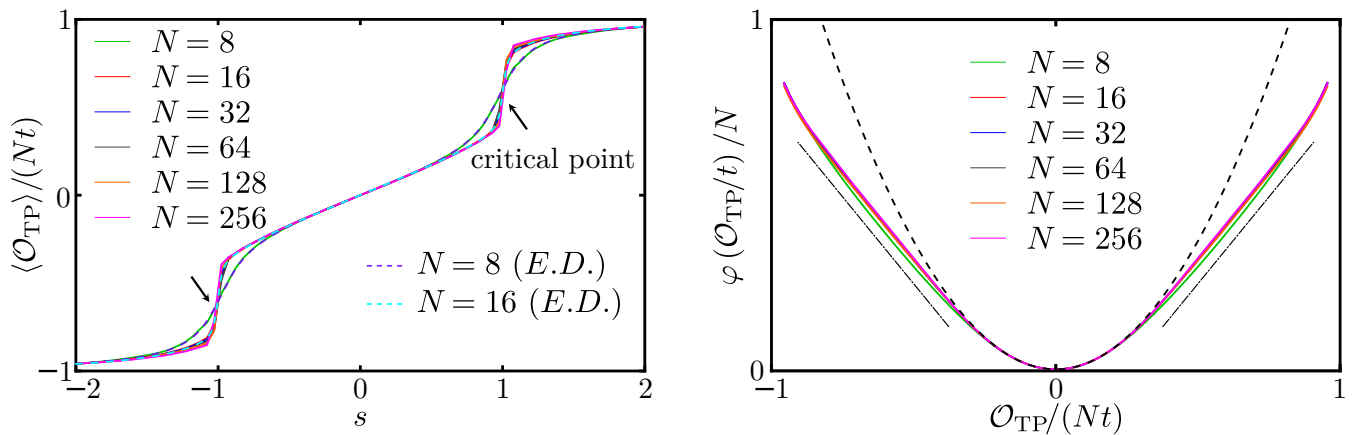 1
0
−1
⟨𝒪_TP⟩/(Nt)
N = 8
N = 16
N = 32
N = 64
N = 128
N = 256
critical point
N = 8 (E.D.)
N = 16 (E.D.)
−2 −1 0 1 2
s
1
0
φ (𝒪_TP/t) /N
N = 8
N = 16
N = 32
N = 64
N = 128
N = 256
−1 0 1
𝒪_TP/(Nt)